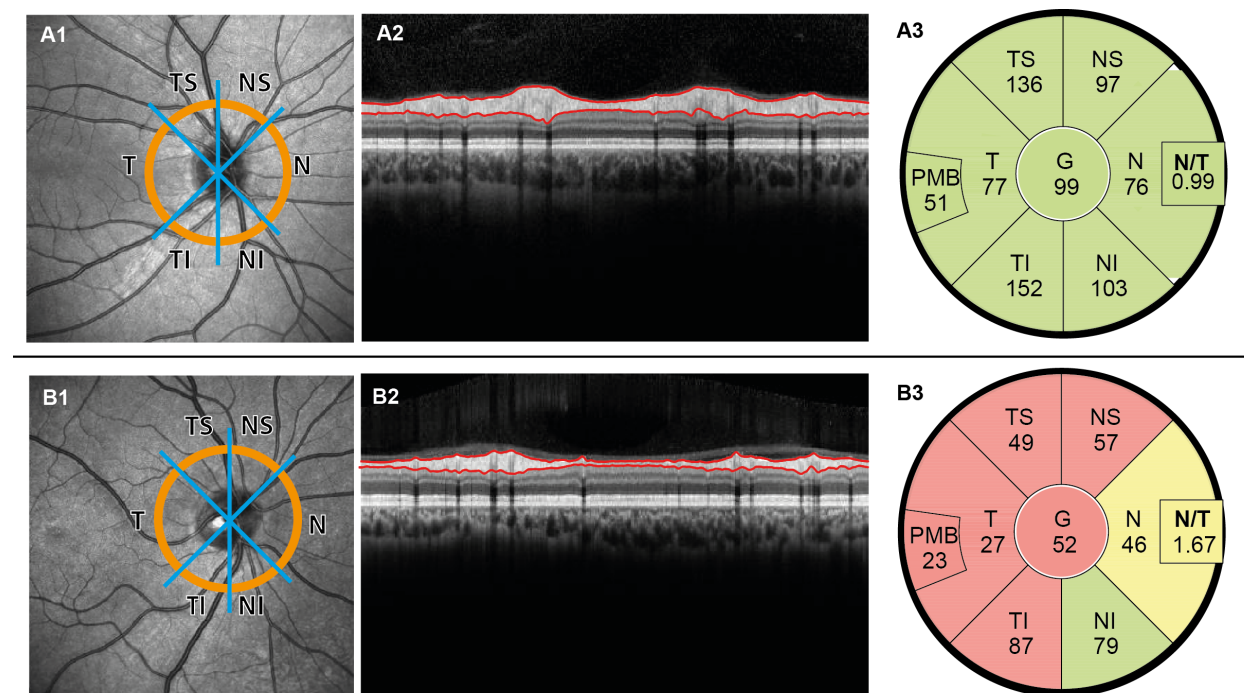 A1
TS NS
T N
TI NI
A2
A3
TS
136
NS
97
T
77
G
99
N
76
N/T
0.99
PMB
51
TI
152
NI
103
B1
TS NS
T N
TI NI
B2
B3
TS
49
NS
57
T
27
G
52
N
46
N/T
1.67
PMB
23
TI
87
NI
79